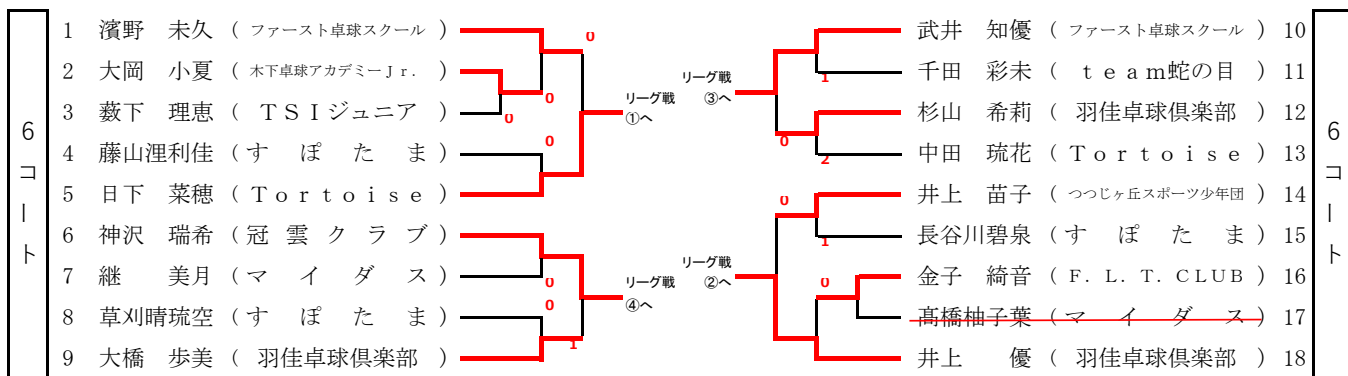 6コート
1 濱野 未久 ( ファースト卓球スクール )
2 大岡 小夏 ( 木下卓球アカデミーJr. )
3 薮下 理恵 ( TSIジュニア )
4 藤山浬利佳 ( すぽたま )
5 日下 菜穂 ( Tortoise )
6 神沢 瑞希 ( 冠雲クラブ )
7 継 美月 ( マイダス )
8 草刈晴琉空 ( すぽたま )
9 大橋 歩美 ( 羽佳卓球倶楽部 )
0
0
0
0
リーグ戦
①へ
0
0
1
リーグ戦
④へ
リーグ戦
③へ
1
0
2
リーグ戦
②へ
0
1
0
武井 知優 ( ファースト卓球スクール ) 10
千田 彩未 ( team蛇の目 ) 11
杉山 希莉 ( 羽佳卓球倶楽部 ) 12
中田 琉花 ( Tortoise ) 13
井上 苗子 ( つつじヶ丘スポーツ少年団 ) 14
長谷川碧泉 ( すぽたま ) 15
金子 綺音 ( F.L.T.CLUB ) 16
髙橋柚子葉 ( マイダス ) 17
井上 優 ( 羽佳卓球倶楽部 ) 18
6コート